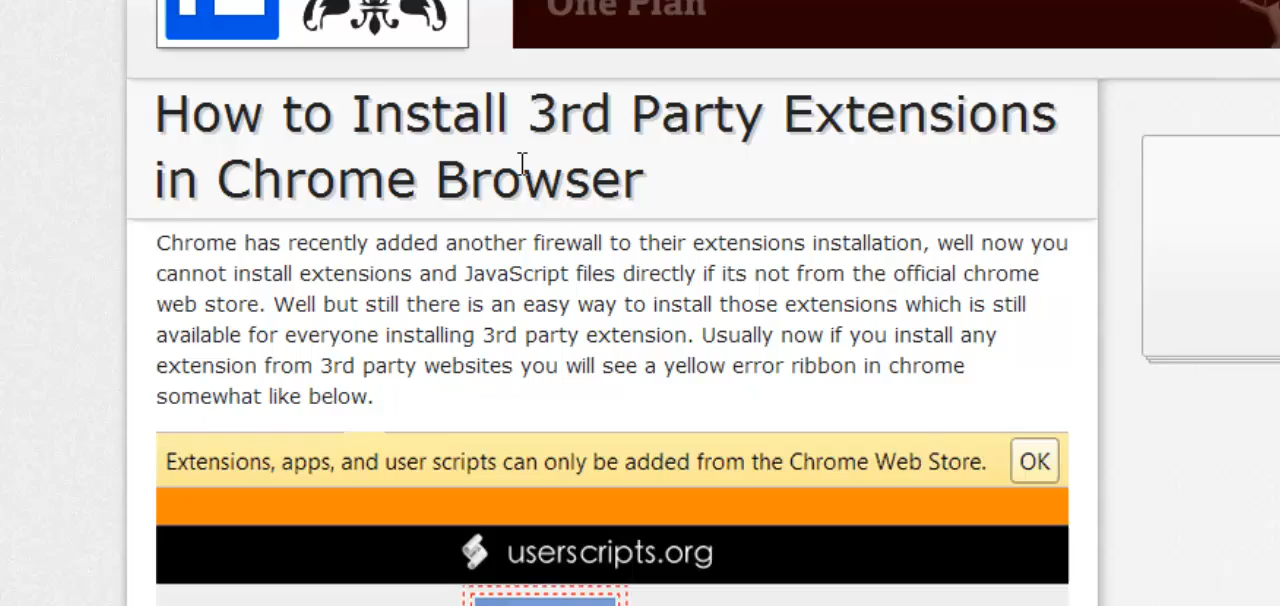 One Plan
How to Install 3rd Party Extensions
in Chrome Browser
Chrome has recently added another firewall to their extensions installation, well now you
cannot install extensions and JavaScript files directly if its not from the official chrome
web store. Well but still there is an easy way to install those extensions which is still
available for everyone installing 3rd party extension. Usually now if you install any
extension from 3rd party websites you will see a yellow error ribbon in chrome
somewhat like below.
Extensions, apps, and user scripts can only be added from the Chrome Web Store. OK
userscripts.org